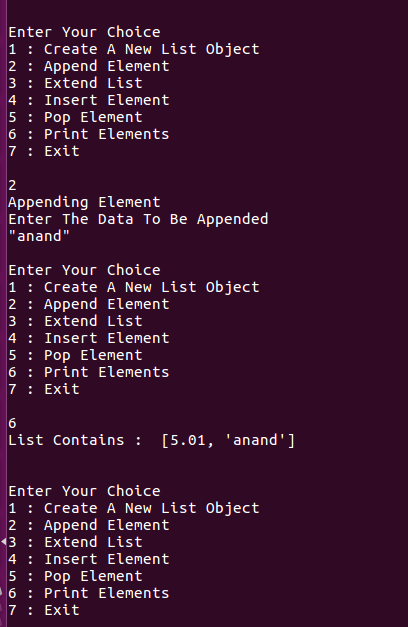 Enter Your Choice
1 : Create A New List Object
2 : Append Element
3 : Extend List
4 : Insert Element
5 : Pop Element
6 : Print Elements
7 : Exit
2
Appending Element
Enter The Data To Be Appended
"anand"
Enter Your Choice
1 : Create A New List Object
2 : Append Element
3 : Extend List
4 : Insert Element
5 : Pop Element
6 : Print Elements
7 : Exit
6
List Contains :  [5.01, 'anand']
Enter Your Choice
1 : Create A New List Object
2 : Append Element
3 : Extend List
4 : Insert Element
5 : Pop Element
6 : Print Elements
7 : Exit